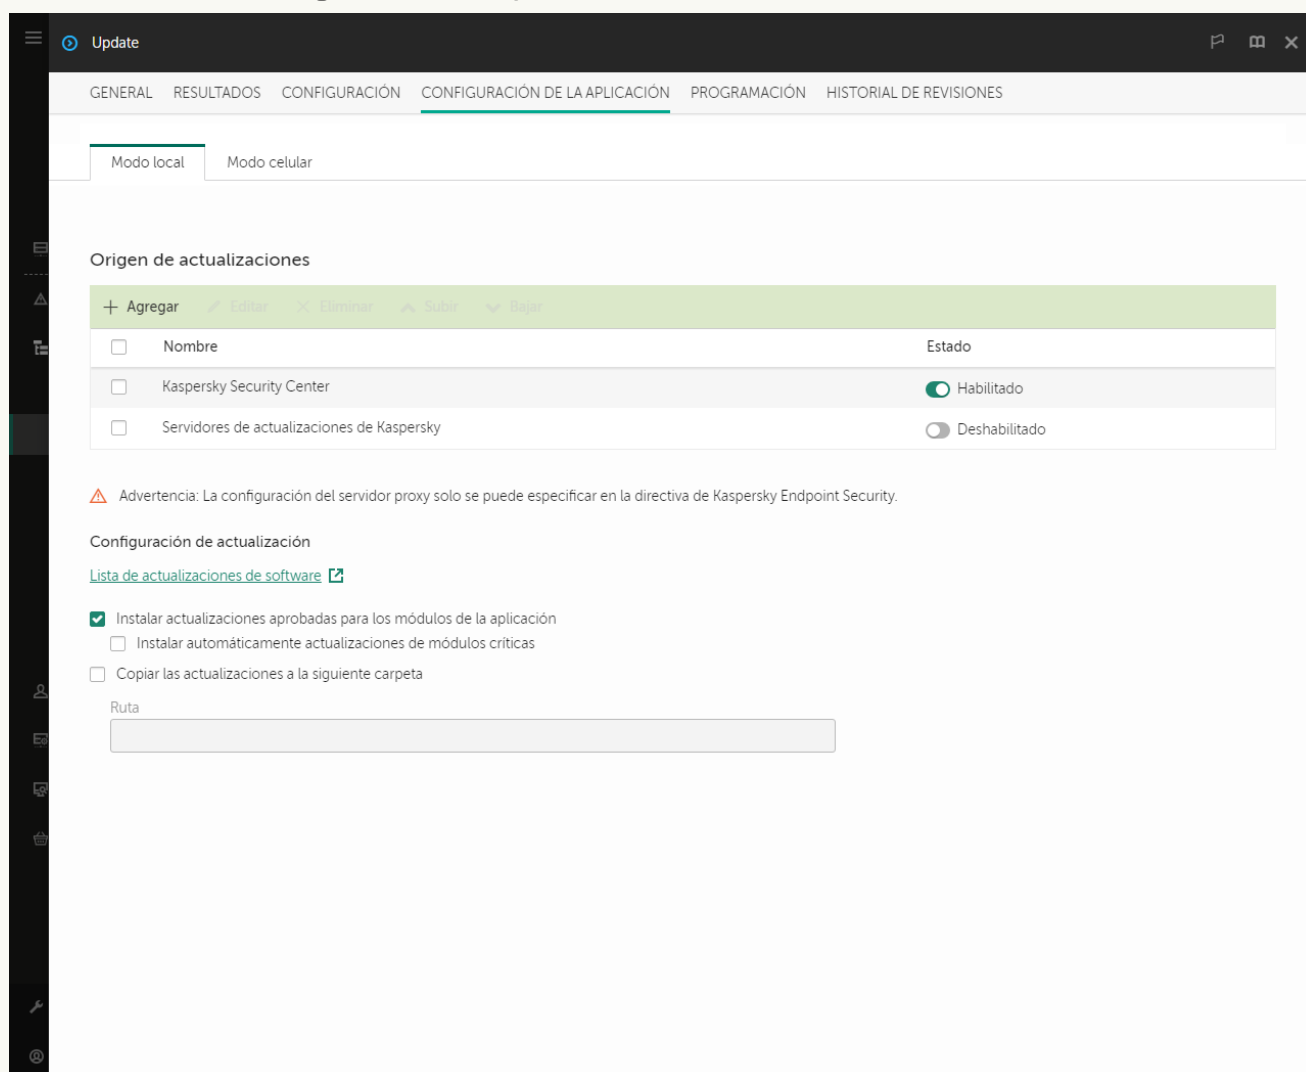 Update
GENERAL RESULTADOS CONFIGURACIÓN CONFIGURACIÓN DE LA APLICACIÓN PROGRAMACIÓN HISTORIAL DE REVISIONES
Modo local Modo celular
Origen de actualizaciones
Agregar Editar Eliminar Subir Bajar
Nombre Estado
Kaspersky Security Center Habilitado
Servidores de actualizaciones de Kaspersky Deshabilitado
Advertencia: La configuración del servidor proxy solo se puede especificar en la directiva de Kaspersky Endpoint Security.
Configuración de actualización
Lista de actualizaciones de software
Instalar actualizaciones aprobadas para los módulos de la aplicación
Instalar automáticamente actualizaciones de módulos críticas
Copiar las actualizaciones a la siguiente carpeta
Ruta